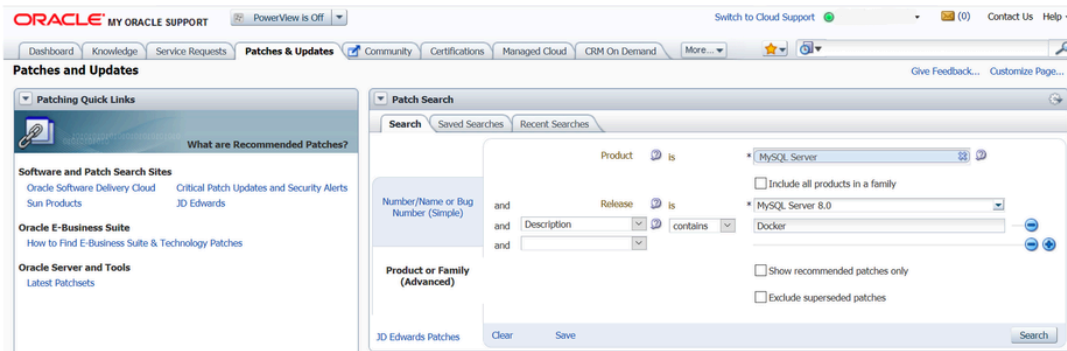 ORACLE MY ORACLE SUPPORT PowerView is Off Switch to Cloud Support (0) Contact Us Help
Dashboard Knowledge Service Requests Patches & Updates Community Certifications Managed Cloud CRM On Demand More...
Patches and Updates Give Feedback... Customize Page...
Patching Quick Links
What are Recommended Patches?
Software and Patch Search Sites
Oracle Software Delivery Cloud Critical Patch Updates and Security Alerts
Sun Products JD Edwards
Oracle E-Business Suite
How to Find E-Business Suite & Technology Patches
Oracle Server and Tools
Latest Patchsets
Patch Search
Search Saved Searches Recent Searches
Number/Name or Bug Number (Simple)
Product or Family (Advanced)
JD Edwards Patches
Product is * MySQL Server
Include all products in a family
and Release is * MySQL Server 8.0
and Description contains Docker
and
Show recommended patches only
Exclude superseded patches
Clear Save Search